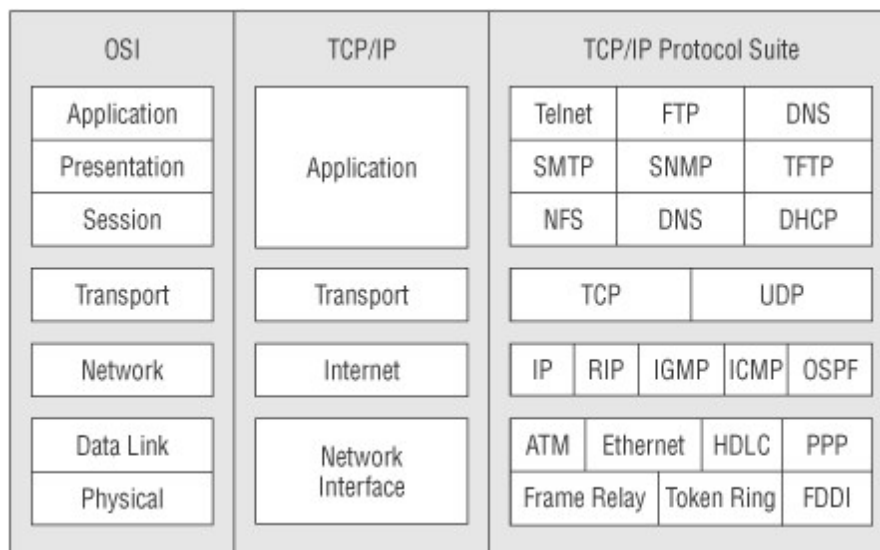 OSI TCP/IP TCP/IP Protocol Suite
Application Application Telnet FTP DNS
Presentation SMTP SNMP TFTP
Session NFS DNS DHCP
Transport Transport TCP UDP
Network Internet IP RIP IGMP ICMP OSPF
Data Link Network Interface ATM Ethernet HDLC PPP
Physical Frame Relay Token Ring FDDI